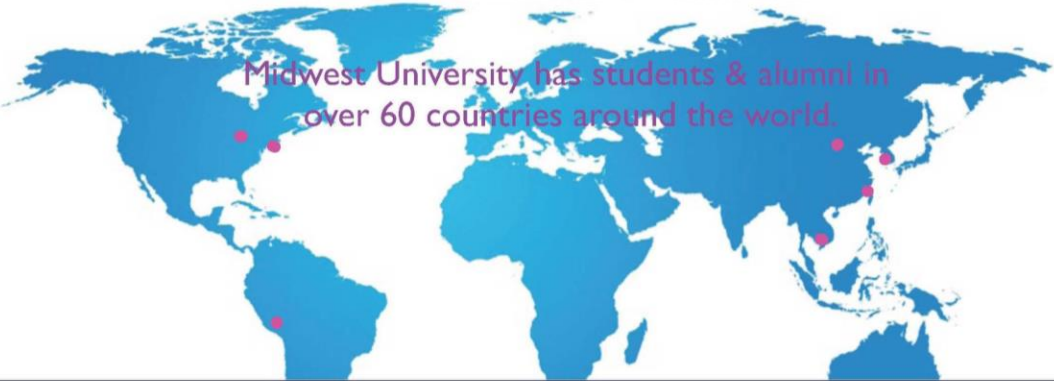 Midwest University has students & alumni in
over 60 countries around the world.